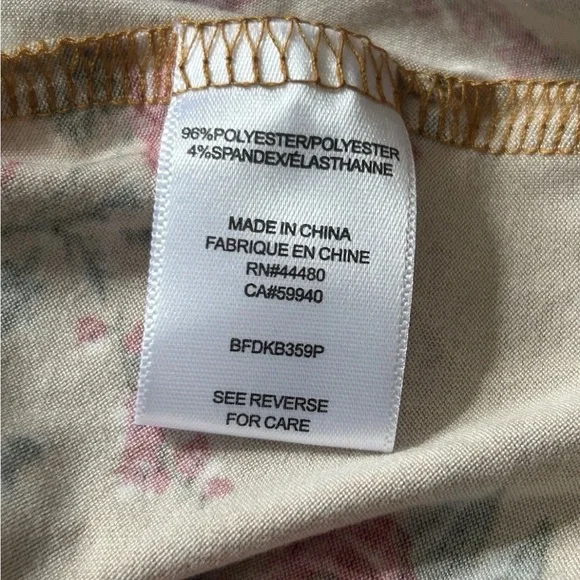 96%POLYESTER/POLYESTER
4%SPANDEX/ÉLASTHANNE
MADE IN CHINA
FABRIQUE EN CHINE
RN#44480
CA#59940
BFDKB359P
SEE REVERSE
FOR CARE